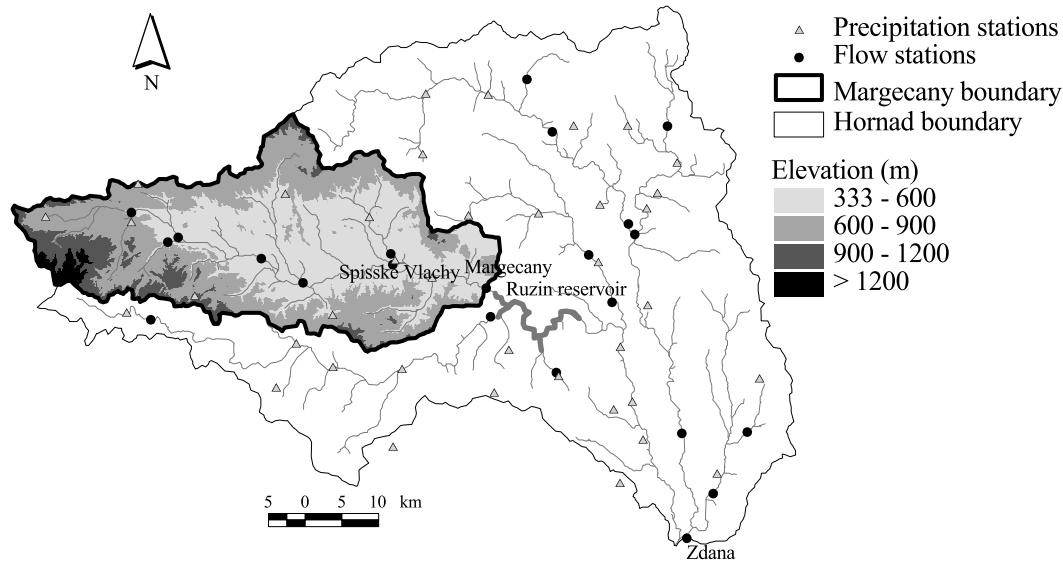 Precipitation stations
Flow stations
Margecany boundary
Hornad boundary
Elevation (m)
333 - 600
600 - 900
900 - 1200
> 1200
N
Spisske Vlachy
Margecany
Ruzin reservoir
5 0 5 10 km
Zdana